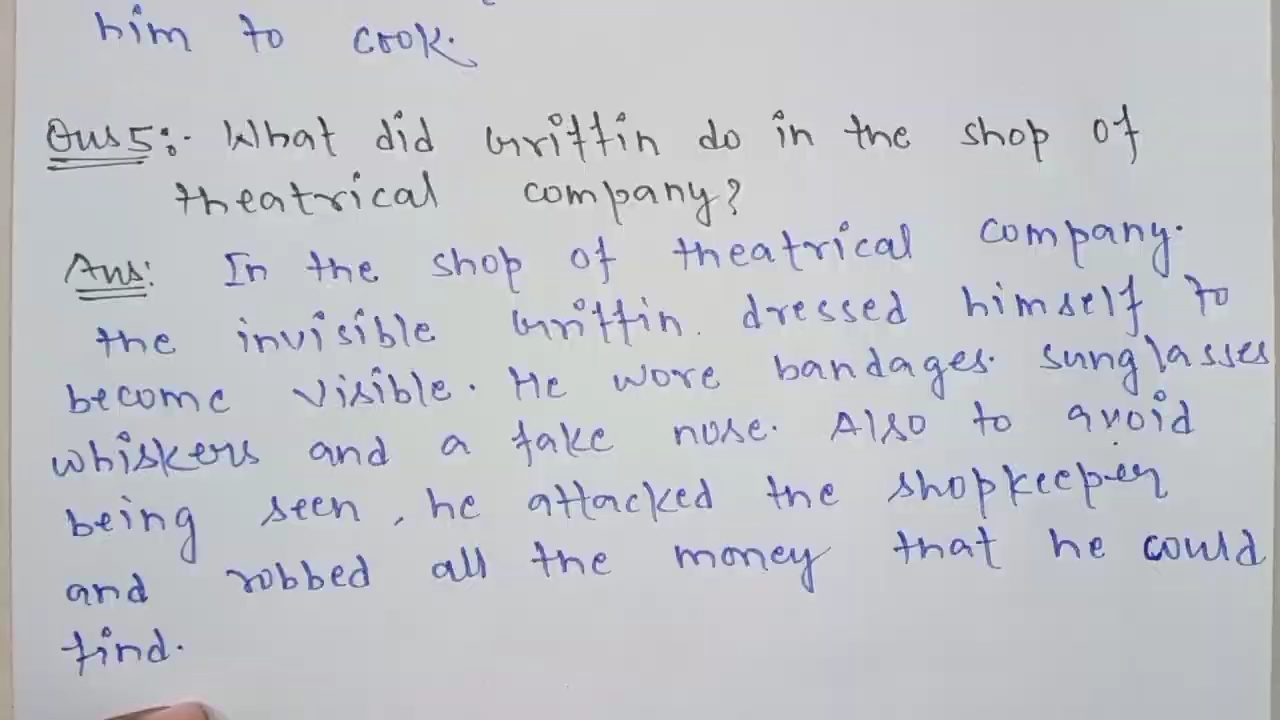 him to cook.
Ques5:- What did Griffin do in the shop of
theatrical company?
Ans: In the shop of theatrical company.
the invisible Griffin. dressed himself to
become visible. He wore bandages. sunglasses
whiskers and a fake nose. Also to avoid
being seen, he attacked the shopkeeper
and robbed all the money that he could
find.